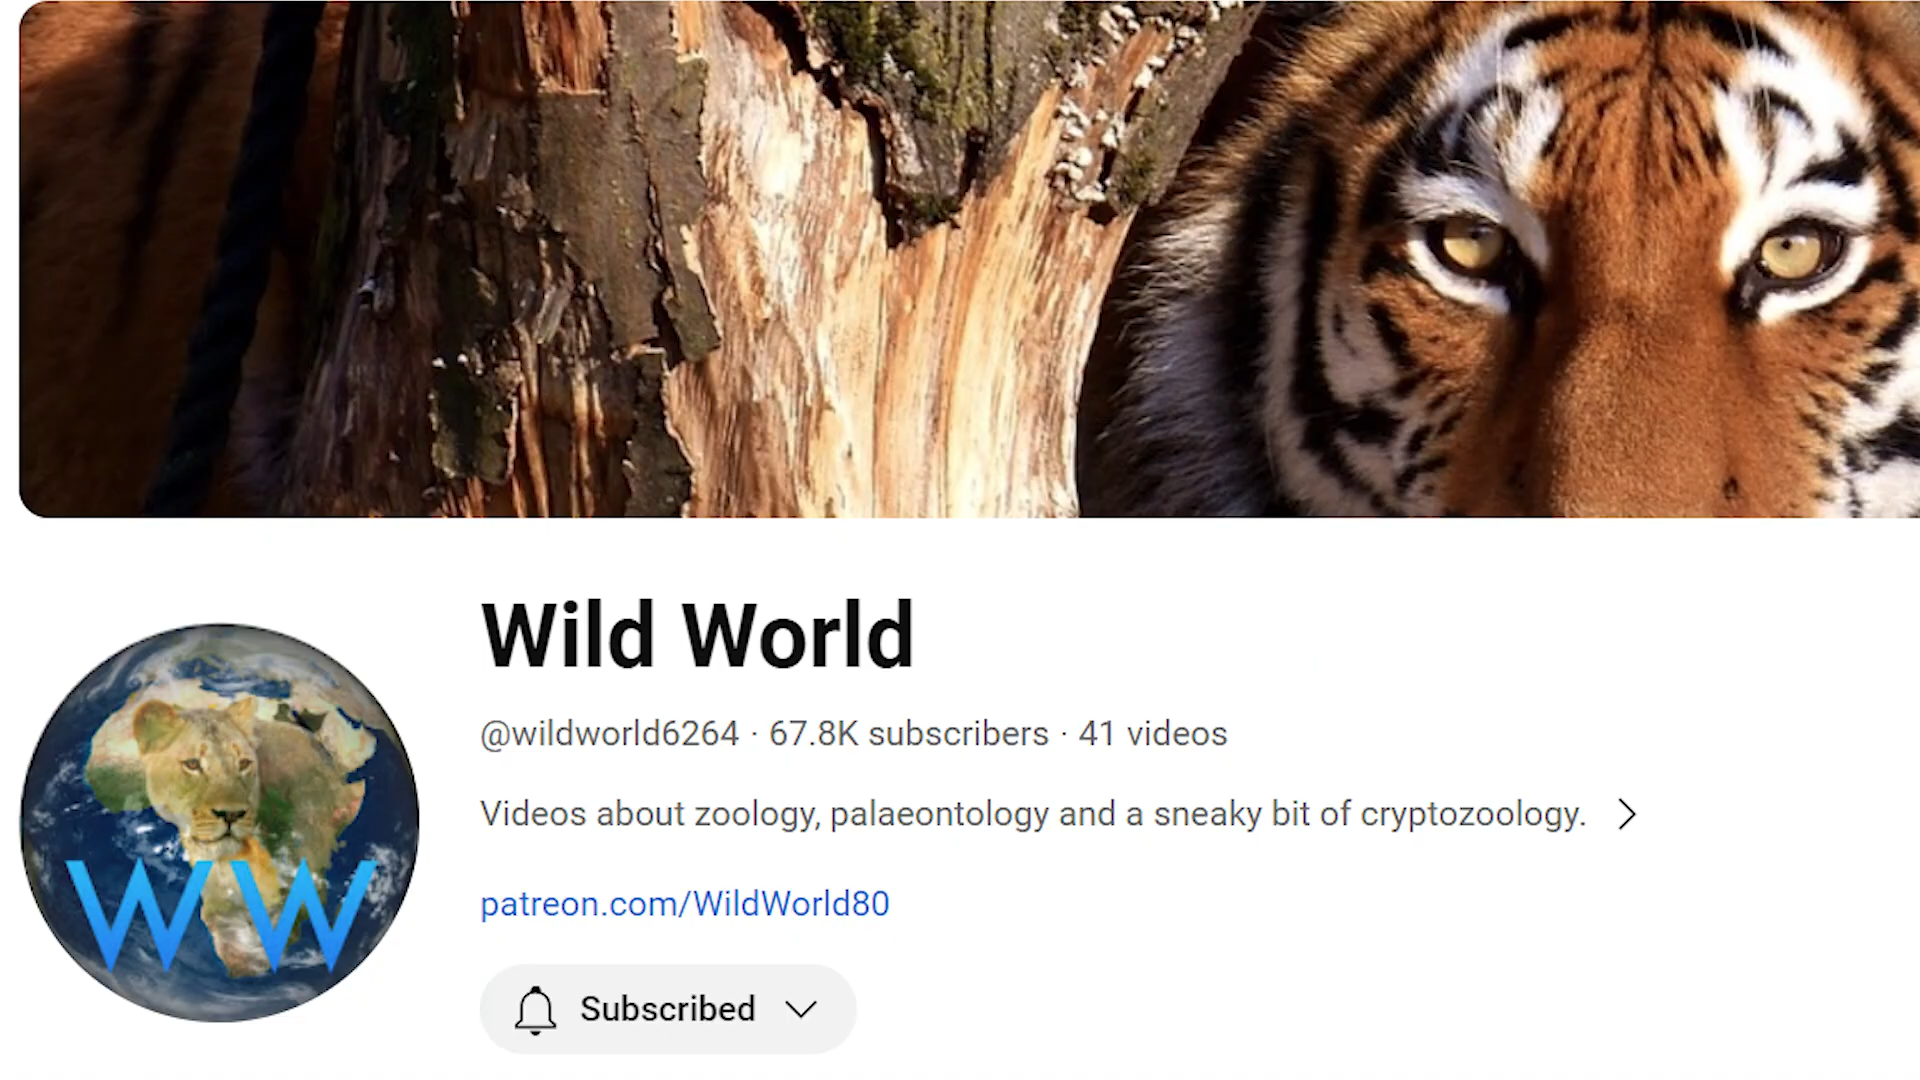 Wild World
@wildworld6264 · 67.8K subscribers · 41 videos
Videos about zoology, palaeontology and a sneaky bit of cryptozoology.
WW
patreon.com/WildWorld80
Subscribed